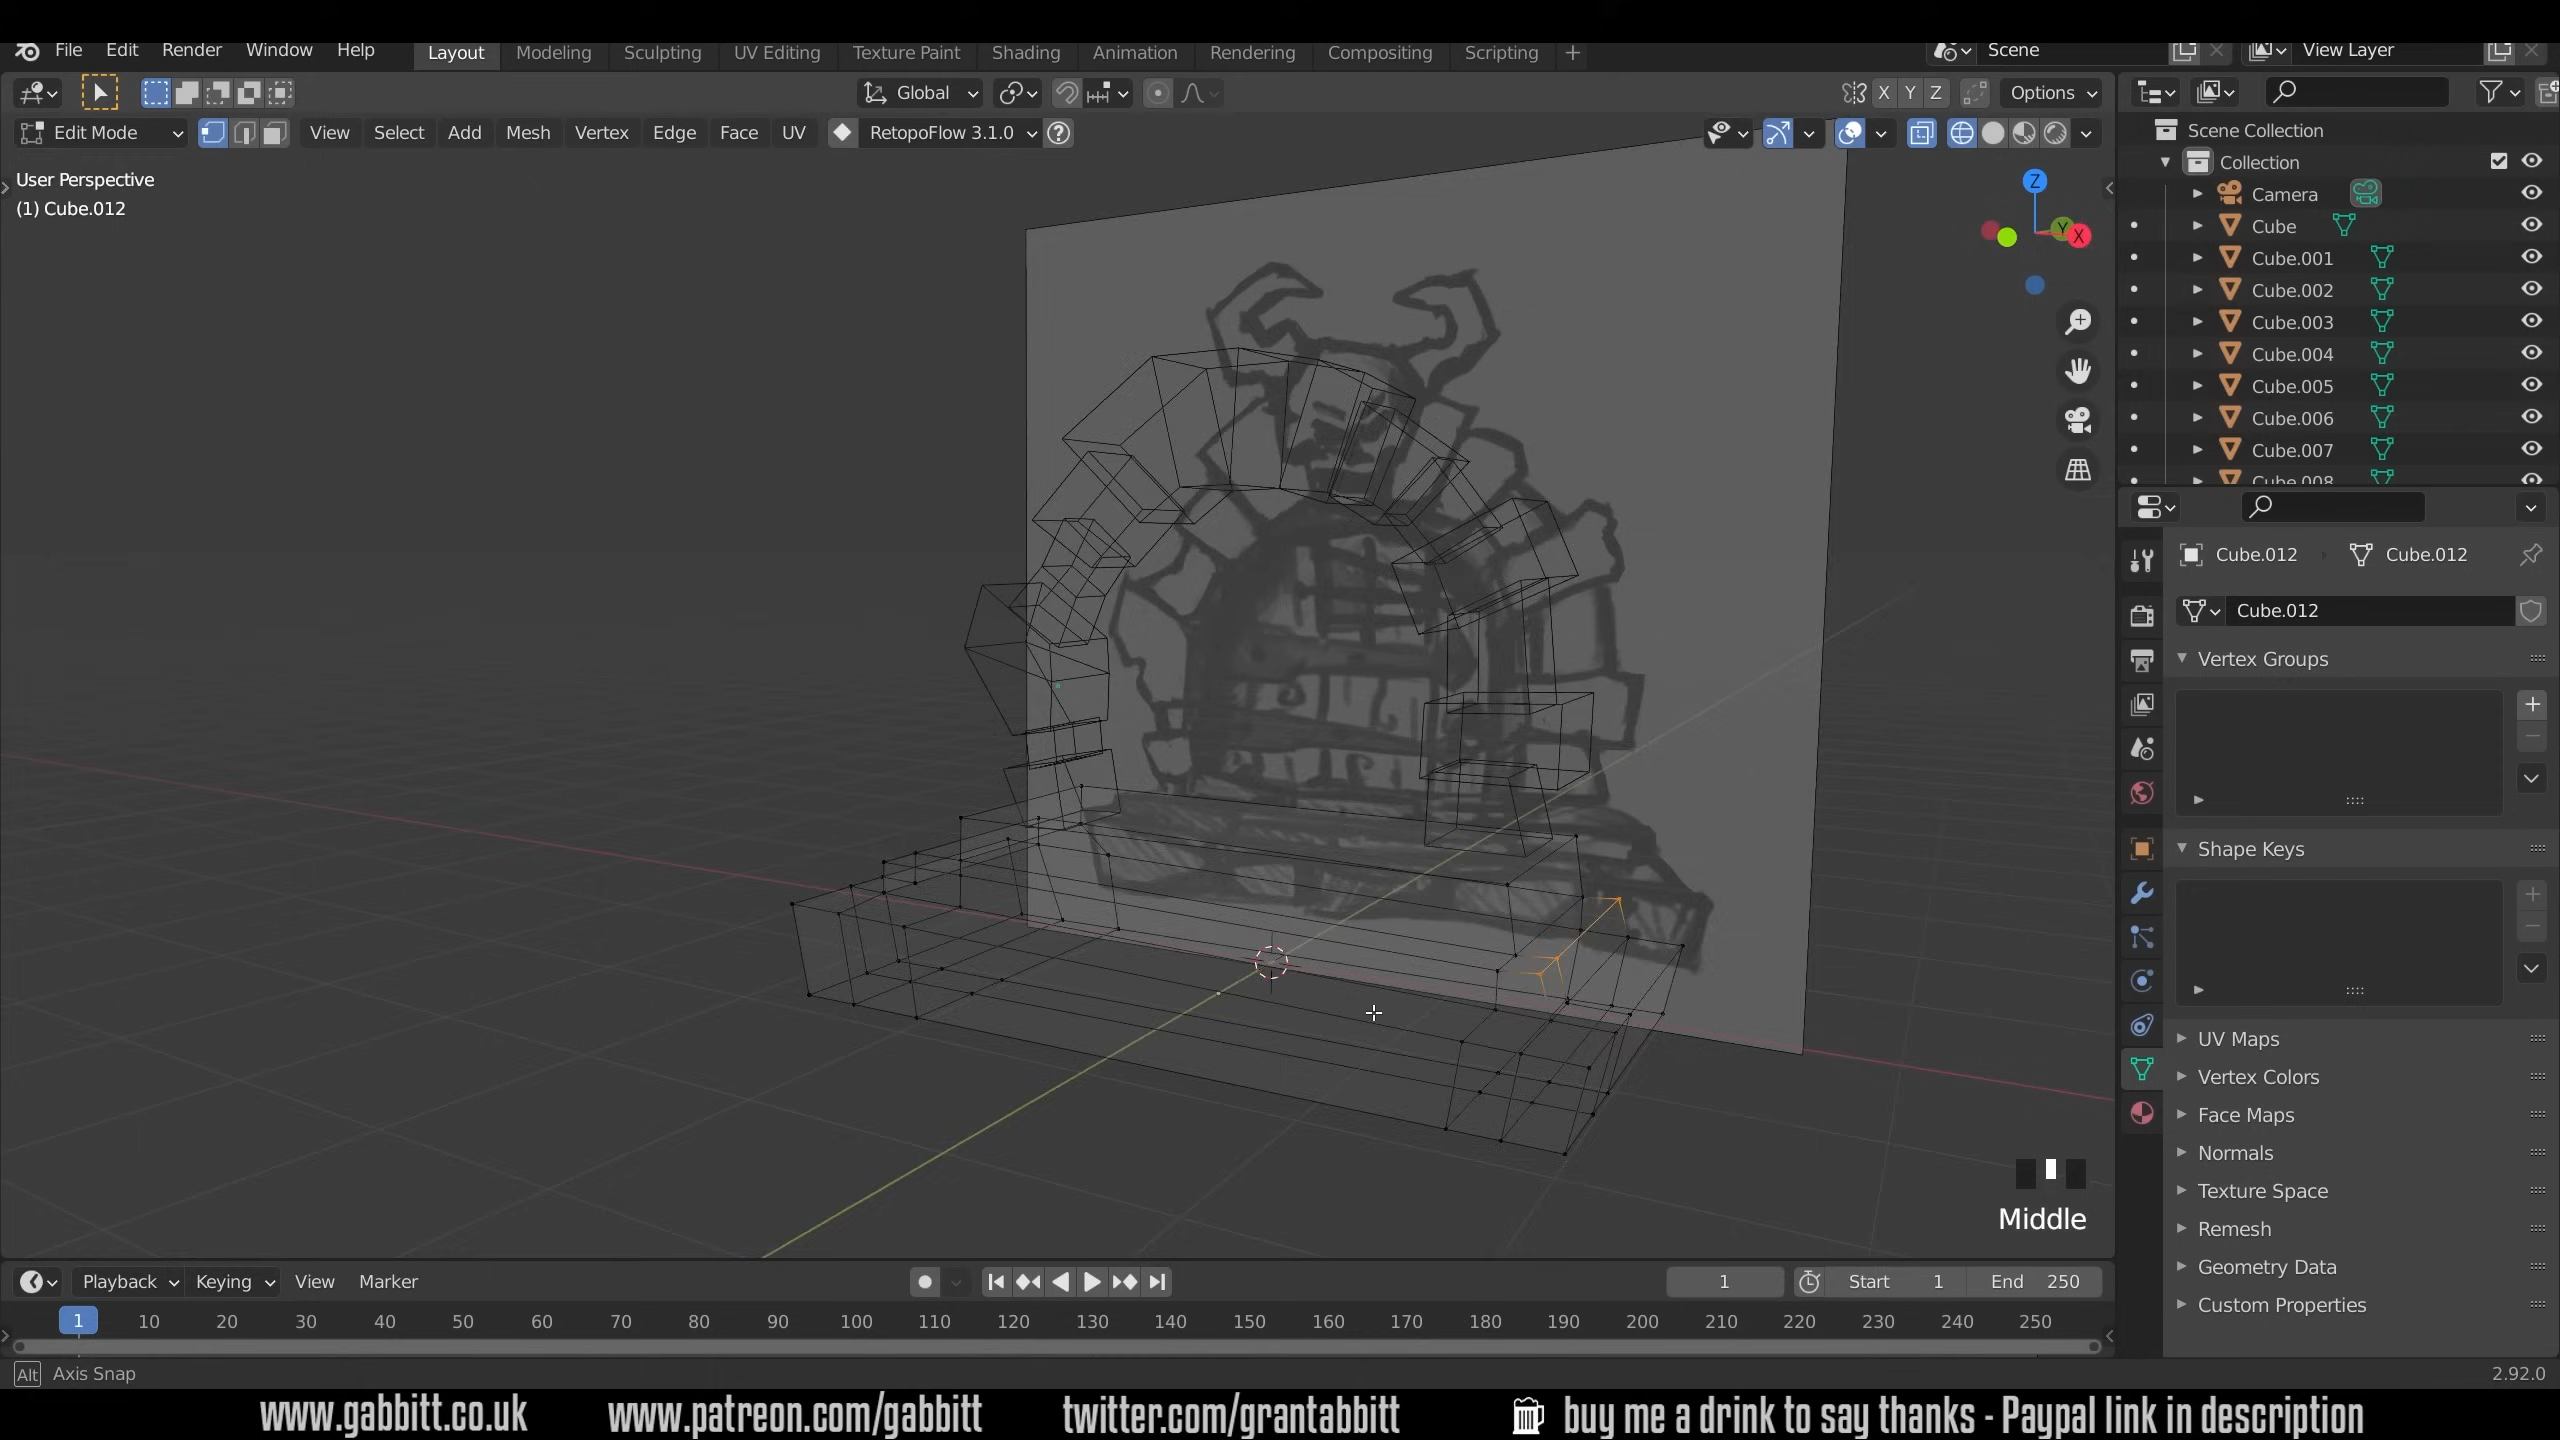 File Edit Render Window Help Layout Modeling Sculpting UV Editing Texture Paint Shading Animation Rendering Compositing Scripting + Scene View Layer
Global X Y Z Options
Edit Mode View Select Add Mesh Vertex Edge Face UV RetopoFlow 3.1.0
User Perspective
(1) Cube.012
Z
Y
X
Scene Collection
Collection
Camera
Cube
Cube.001
Cube.002
Cube.003
Cube.004
Cube.005
Cube.006
Cube.007
Cube.008
Cube.012 Cube.012
Cube.012
Vertex Groups
Shape Keys
UV Maps
Vertex Colors
Face Maps
Normals
Texture Space
Remesh
Geometry Data
Custom Properties
Middle
Playback Keying View Marker 1 Start 1 End 250
1 10 20 30 40 50 60 70 80 90 100 110 120 130 140 150 160 170 180 190 200 210 220 230 240 250
Alt Axis Snap 2.92.0
www.gabbitt.co.uk www.patreon.com/gabbitt twitter.com/grantabbitt buy me a drink to say thanks - Paypal link in description